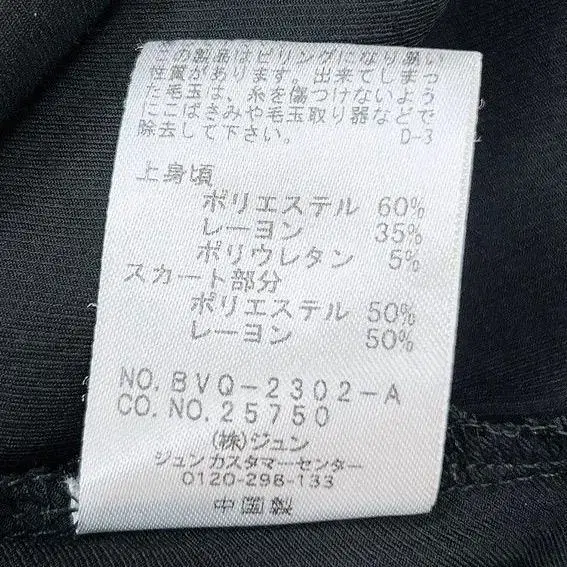 この製品はピリングになり易い
性質があります。出来てしまっ
た毛玉は、糸を傷つけないよう
にこばさみや毛玉取り器などで
除去して下さい。 D-3
上身頃
ポリエステル 60%
レーヨン 35%
ポリウレタン 5%
スカート部分
ポリエステル 50%
レーヨン 50%
NO. BVQ-2302-A
CO. NO. 25750
(株)ジュン
ジュンカスタマーセンター
0120-298-133
中国製